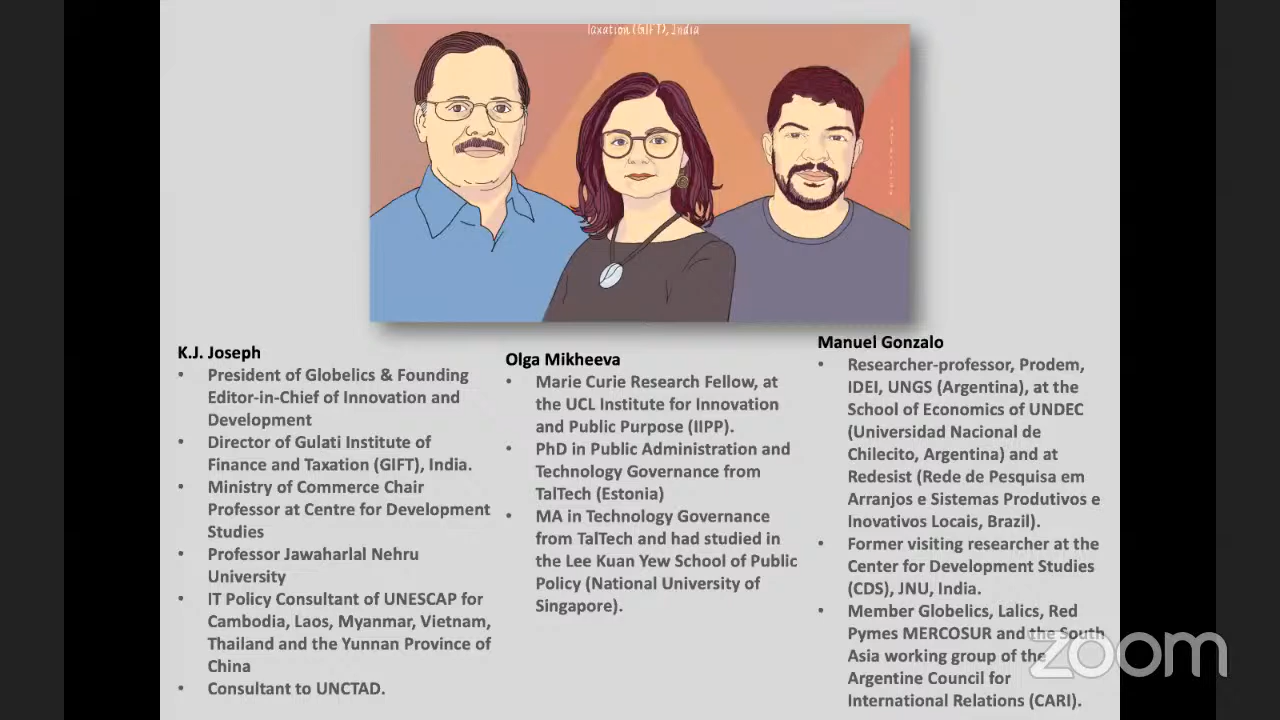 Taxation (GIFT), India
K.J. Joseph
• President of Globelics & Founding
Editor-in-Chief of Innovation and
Development
• Director of Gulati Institute of
Finance and Taxation (GIFT), India.
• Ministry of Commerce Chair
Professor at Centre for Development
Studies
• Professor Jawaharlal Nehru
University
• IT Policy Consultant of UNESCAP for
Cambodia, Laos, Myanmar, Vietnam,
Thailand and the Yunnan Province of
China
• Consultant to UNCTAD.
Olga Mikheeva
• Marie Curie Research Fellow, at
the UCL Institute for Innovation
and Public Purpose (IIPP).
• PhD in Public Administration and
Technology Governance from
TalTech (Estonia)
• MA in Technology Governance
from TalTech and had studied in
the Lee Kuan Yew School of Public
Policy (National University of
Singapore).
Manuel Gonzalo
• Researcher-professor, Prodem,
IDEI, UNGS (Argentina), at the
School of Economics of UNDEC
(Universidad Nacional de
Chilecito, Argentina) and at
Redesist (Rede de Pesquisa em
Arranjos e Sistemas Produtivos e
Inovativos Locais, Brazil).
• Former visiting researcher at the
Center for Development Studies
(CDS), JNU, India.
• Member Globelics, Lalics, Red
Pymes MERCOSUR and the South
Asia working group of the
Argentine Council for
International Relations (CARI).
zoom